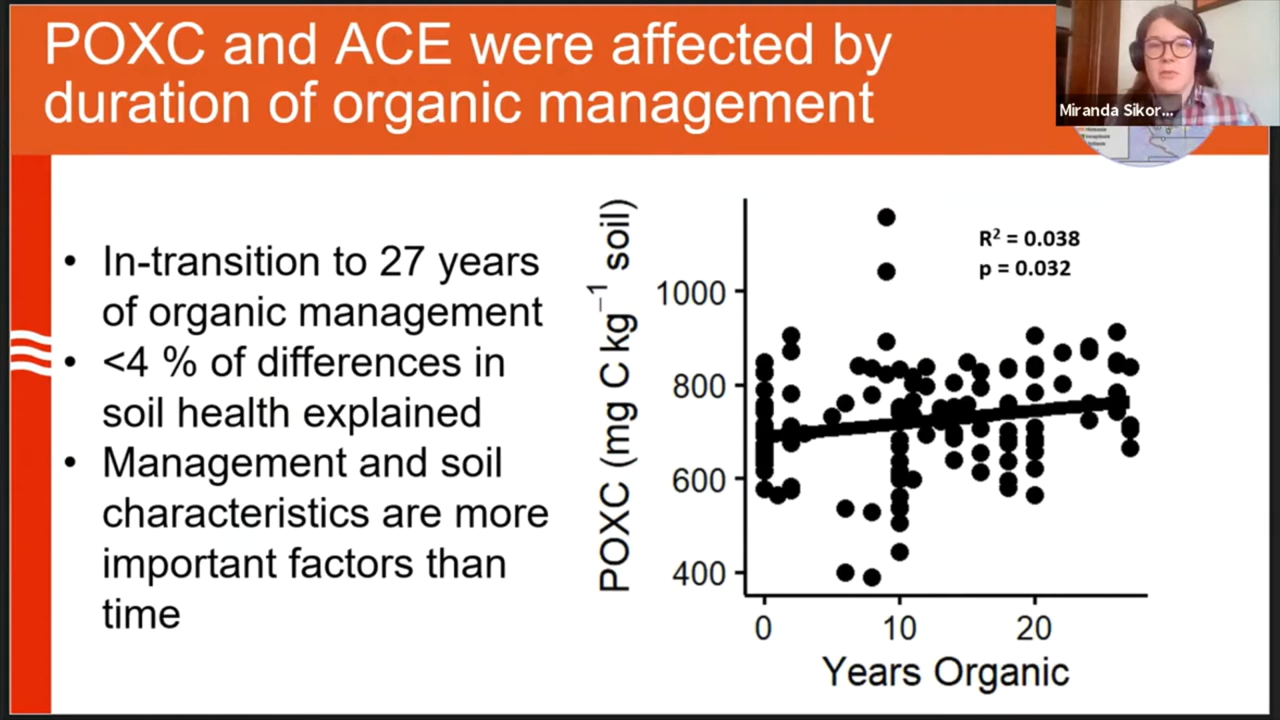 POXC and ACE were affected by
duration of organic management
Miranda Sikor...
• In-transition to 27 years
of organic management
• <4 % of differences in
soil health explained
• Management and soil
characteristics are more
important factors than
time
POXC (mg C kg⁻¹ soil)
R² = 0.038
p = 0.032
1000
800
600
400
0 10 20
Years Organic